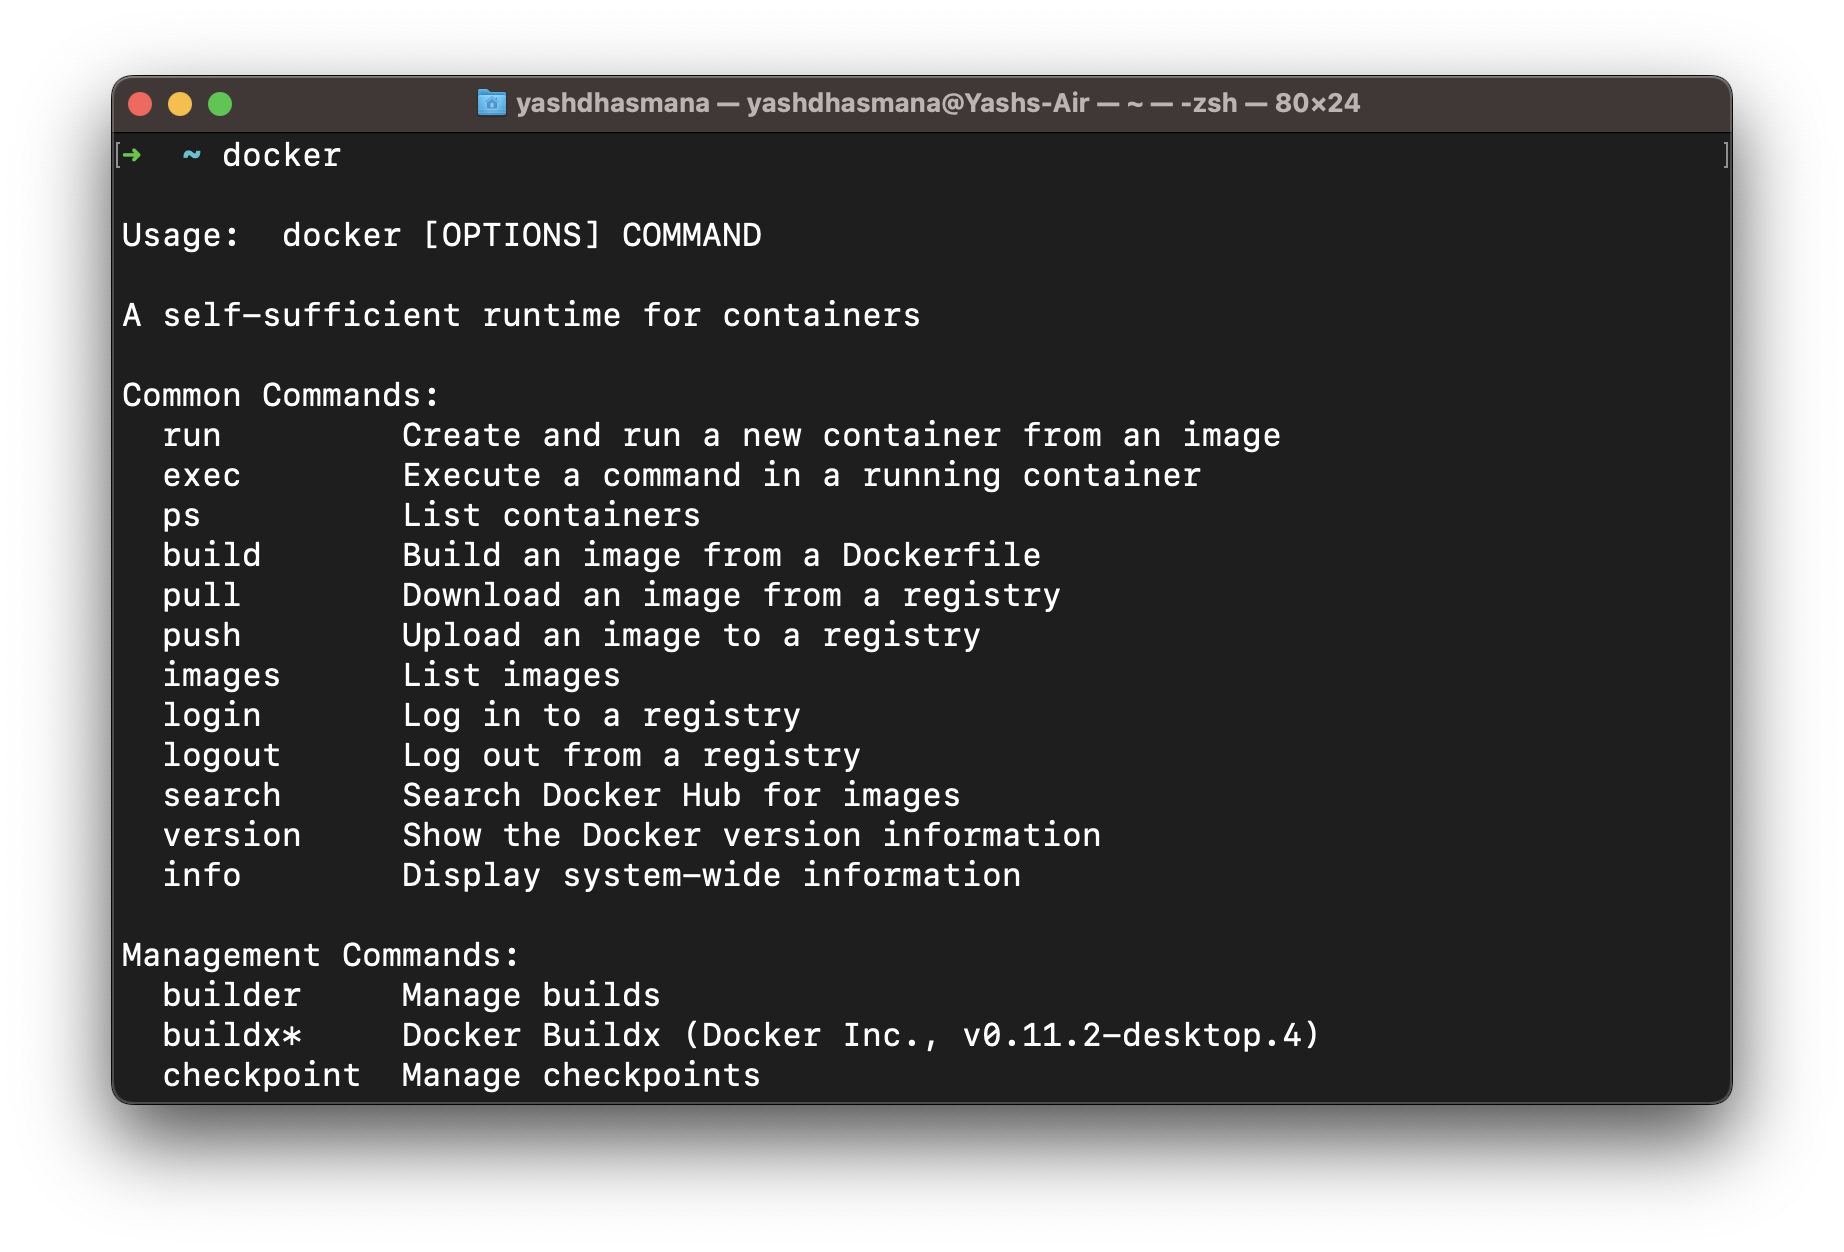 yashdhasmana — yashdhasmana@Yashs-Air — ~ — -zsh — 80×24
[➜  ~ docker ]
Usage:  docker [OPTIONS] COMMAND
A self-sufficient runtime for containers
Common Commands:
  run         Create and run a new container from an image
  exec        Execute a command in a running container
  ps          List containers
  build       Build an image from a Dockerfile
  pull        Download an image from a registry
  push        Upload an image to a registry
  images      List images
  login       Log in to a registry
  logout      Log out from a registry
  search      Search Docker Hub for images
  version     Show the Docker version information
  info        Display system-wide information
Management Commands:
  builder     Manage builds
  buildx*     Docker Buildx (Docker Inc., v0.11.2-desktop.4)
  checkpoint  Manage checkpoints